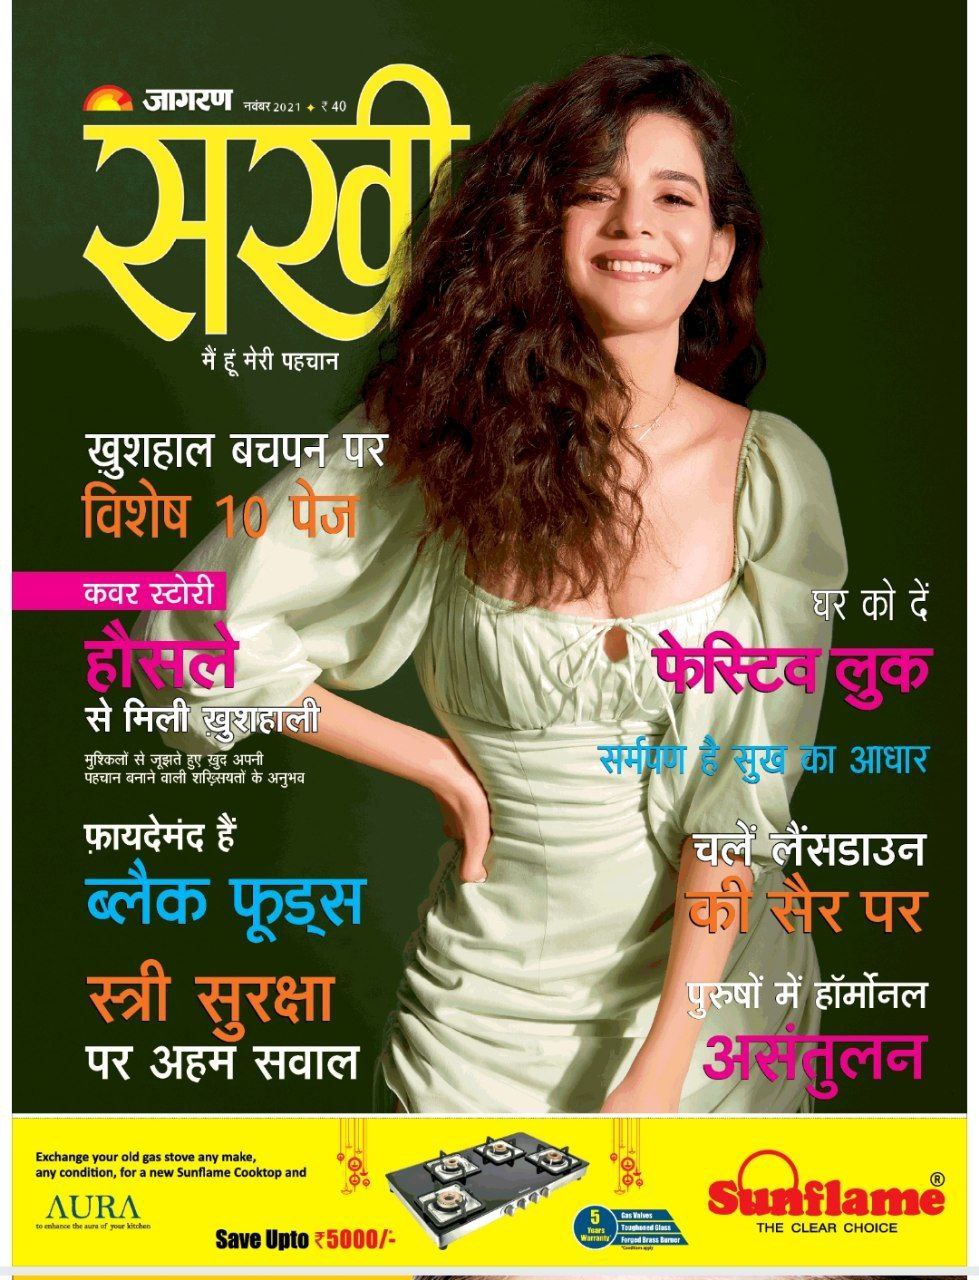 जागरण नवंबर 2021 ✦ ₹ 40
सखी
मैं हूं मेरी पहचान
ख़ुशहाल बचपन पर
विशेष 10 पेज
कवर स्टोरी
हौसले
से मिली ख़ुशहाली
मुश्किलों से जूझते हुए ख़ुद अपनी
पहचान बनाने वाली शख़्सियतों के अनुभव
फ़ायदेमंद हैं
ब्लैक फूड्स
स्त्री सुरक्षा
पर अहम सवाल
घर को दें
फेस्टिव लुक
सर्मपण है सुख का आधार
चलें लैंसडाउन
की सैर पर
पुरुषों में हॉर्मोनल
असंतुलन
Exchange your old gas stove any make,
any condition, for a new Sunflame Cooktop and
AURA
to enhance the aura of your kitchen
Save Upto ₹5000/-
5
Years
Warranty*
Gas Valves
Toughened Glass
Forged Brass Burner
*Conditions apply
Sunflame®
THE CLEAR CHOICE